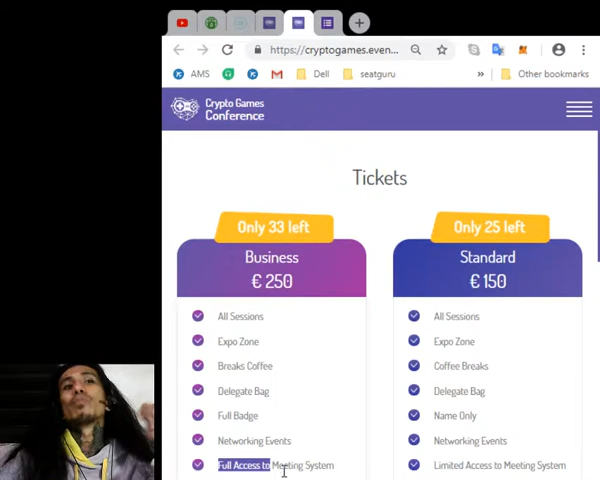 https://cryptogames.even...
AMS
Dell
seatguru
»
Other bookmarks
Crypto Games
Conference
Tickets
Only 33 left
Business
€ 250
All Sessions
Expo Zone
Breaks Coffee
Delegate Bag
Full Badge
Networking Events
Full Access to Meeting System
Only 25 left
Standard
€ 150
All Sessions
Expo Zone
Coffee Breaks
Delegate Bag
Name Only
Networking Events
Limited Access to Meeting System